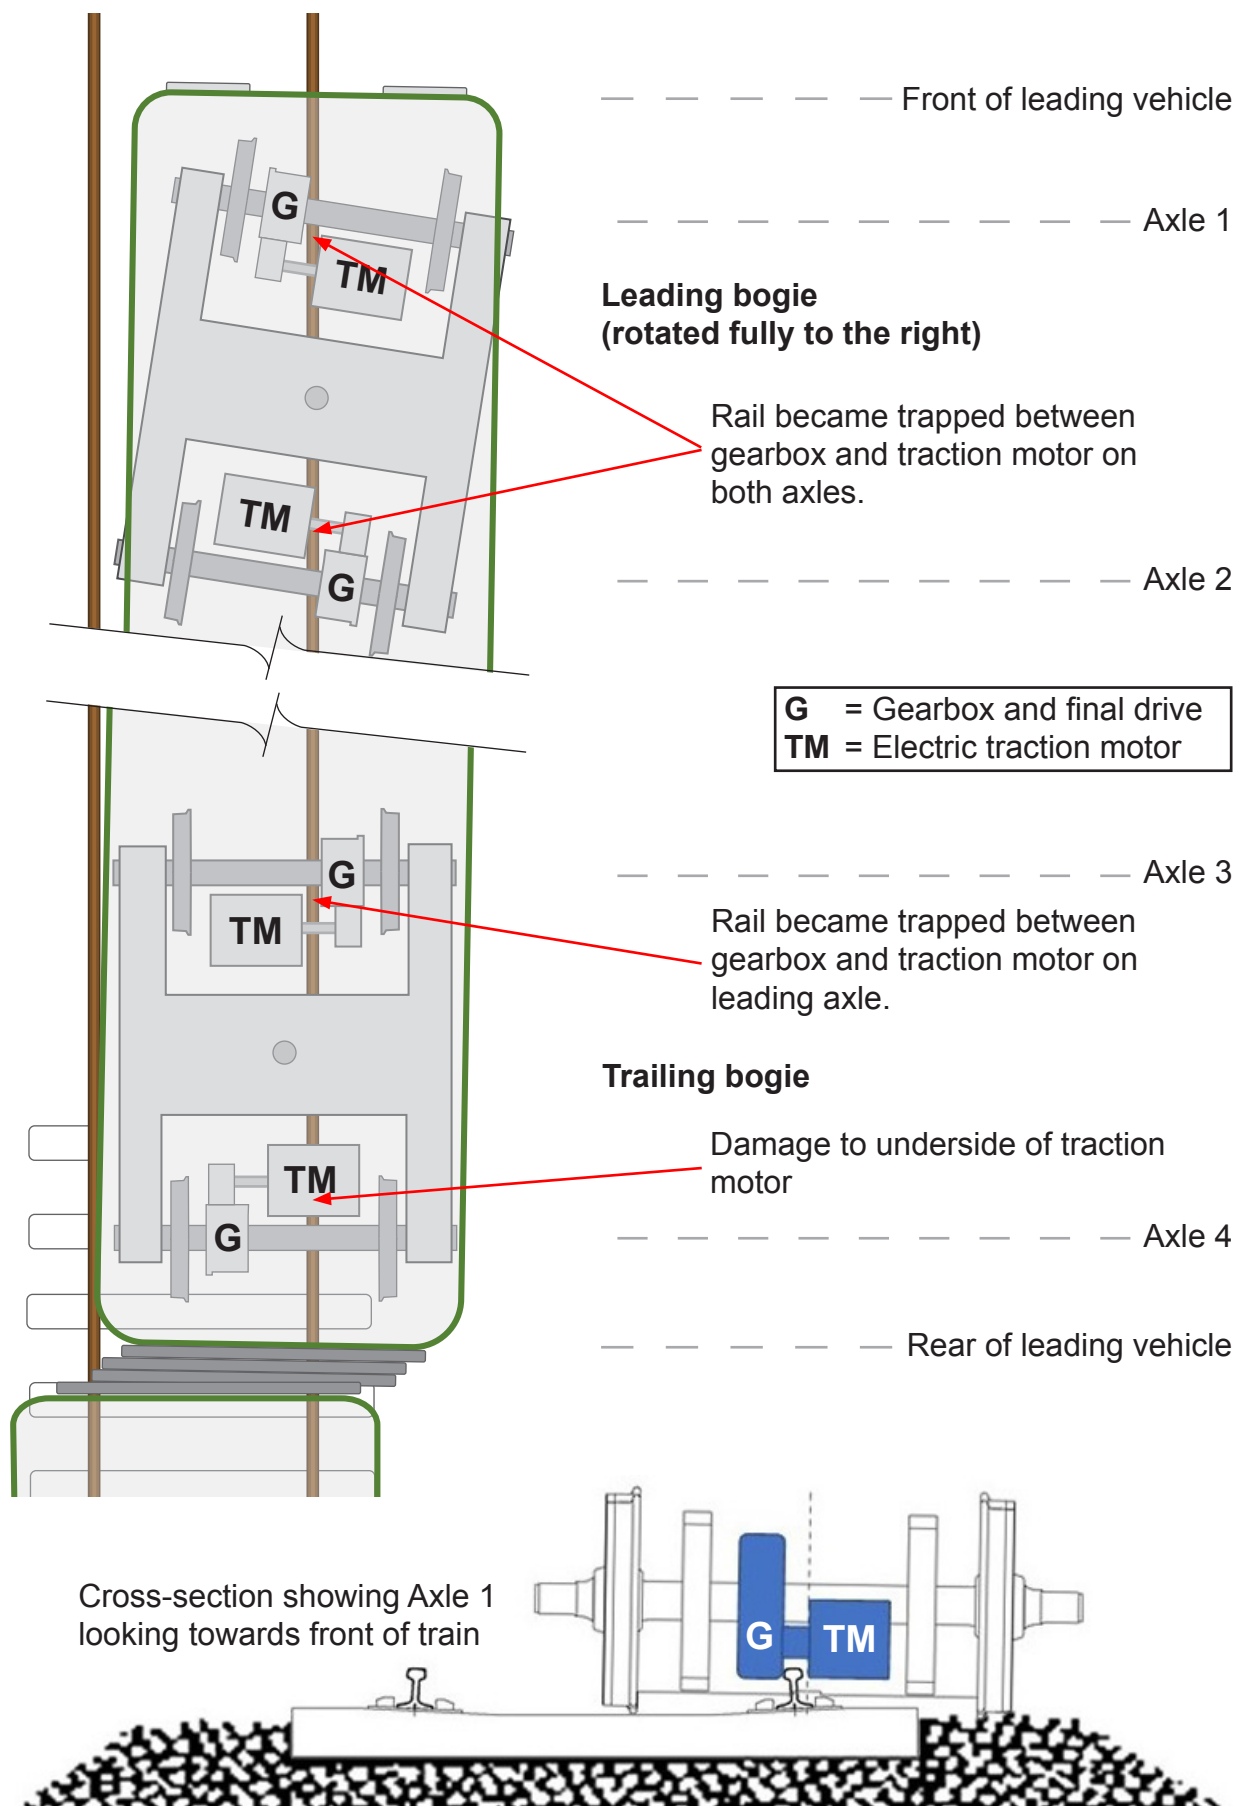 Front of leading vehicle
G
Axle 1
TM
Leading bogie
(rotated fully to the right)
Rail became trapped between
gearbox and traction motor on
both axles.
TM
Axle 2
G
G = Gearbox and final drive
TM = Electric traction motor
G
Axle 3
TM
Rail became trapped between
gearbox and traction motor on
leading axle.
Trailing bogie
Damage to underside of traction
motor
TM
G
Axle 4
Rear of leading vehicle
Cross-section showing Axle 1
looking towards front of train
G TM